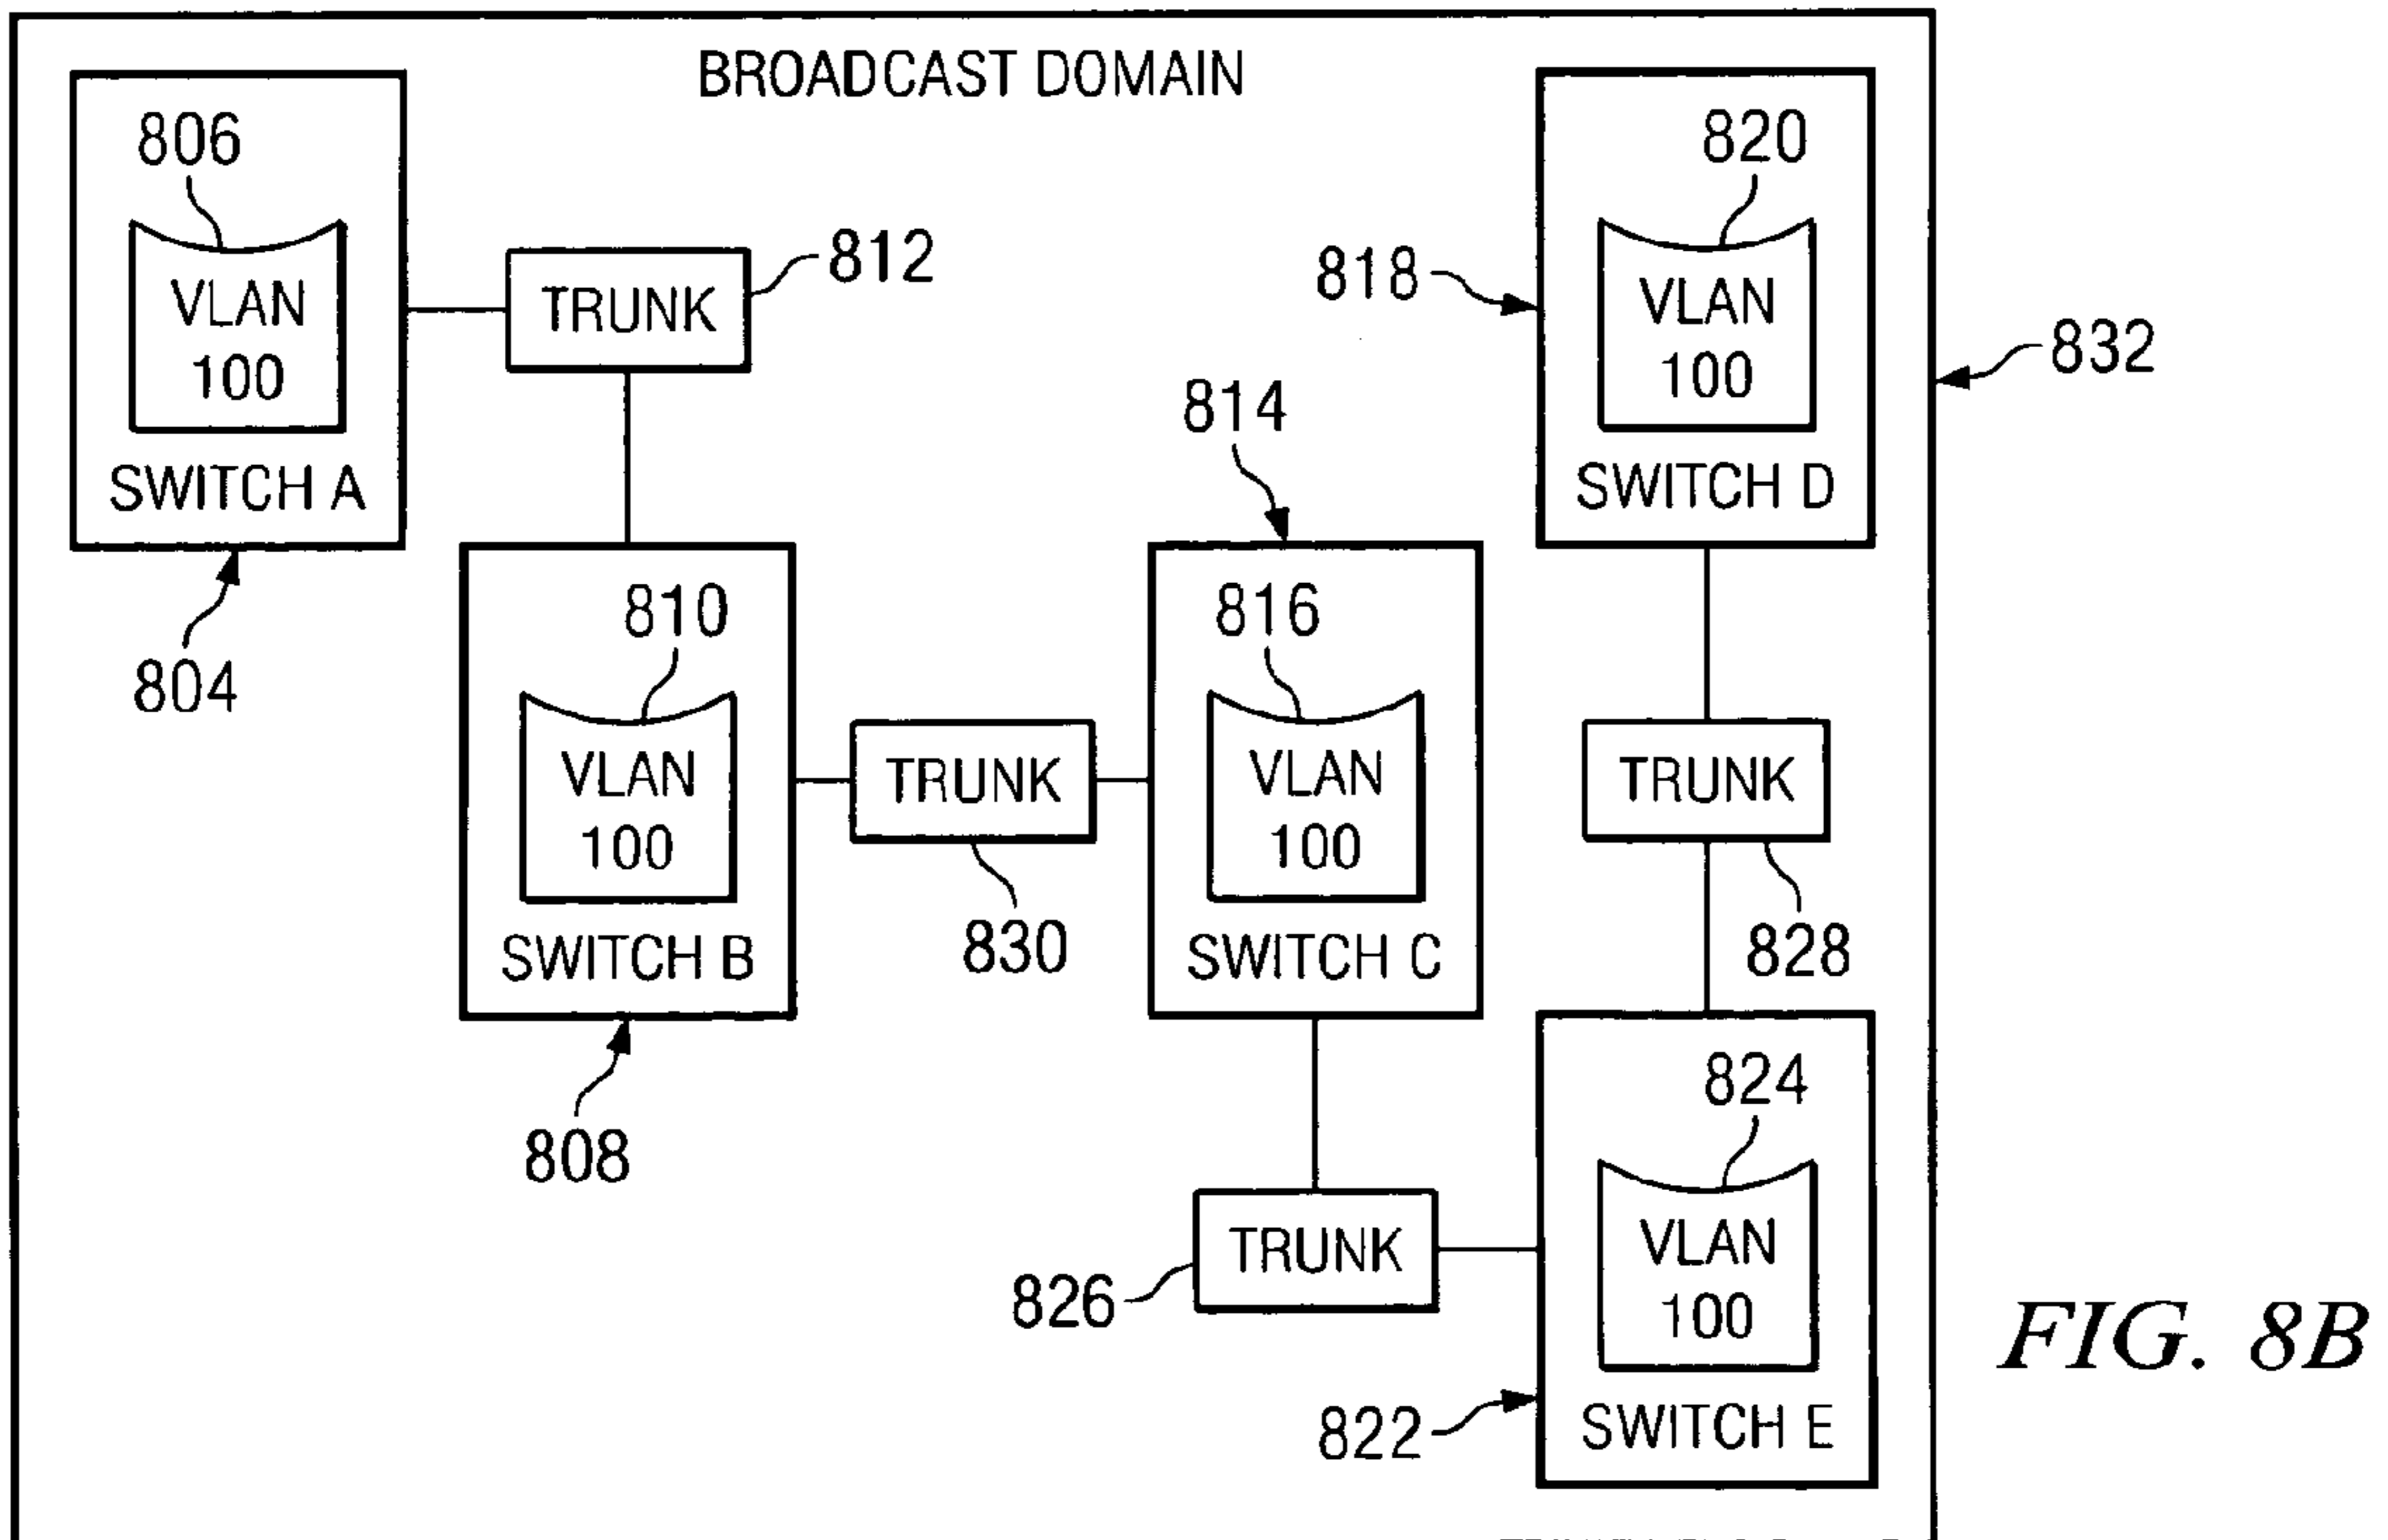 BROADCAST DOMAIN
806
VLAN
100
SWITCH A
804
TRUNK
812
810
VLAN
100
SWITCH B
808
TRUNK
830
814
816
VLAN
100
SWITCH C
TRUNK
826
818
820
VLAN
100
SWITCH D
TRUNK
828
824
VLAN
100
SWITCH E
822
832
FIG. 8B